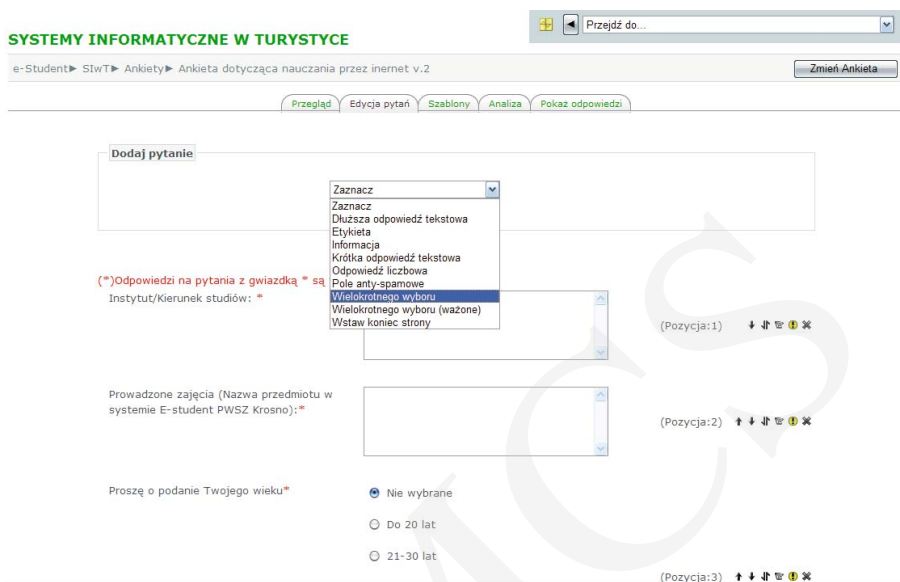 Przejdź do...
SYSTEMY INFORMATYCZNE W TURYSTYCE
e-Student► SIwT► Ankiety► Ankieta dotycząca nauczania przez inernet v.2
Zmień Ankieta
Przegląd Edycja pytań Szablony Analiza Pokaż odpowiedzi
Dodaj pytanie
Zaznacz
Zaznacz
Dłuższa odpowiedź tekstowa
Etykieta
Informacja
Krótka odpowiedź tekstowa
Odpowiedź liczbowa
Pole anty-spamowe
Wielokrotnego wyboru
Wielokrotnego wyboru (ważone)
Wstaw koniec strony
(*)Odpowiedzi na pytania z gwiazdką * są
Instytut/Kierunek studiów: *
(Pozycja:1)
Prowadzone zajęcia (Nazwa przedmiotu w
systemie E-student PWSZ Krosno):*
(Pozycja:2)
Proszę o podanie Twojego wieku*
Nie wybrane
Do 20 lat
21-30 lat
(Pozycja:3)
MCS